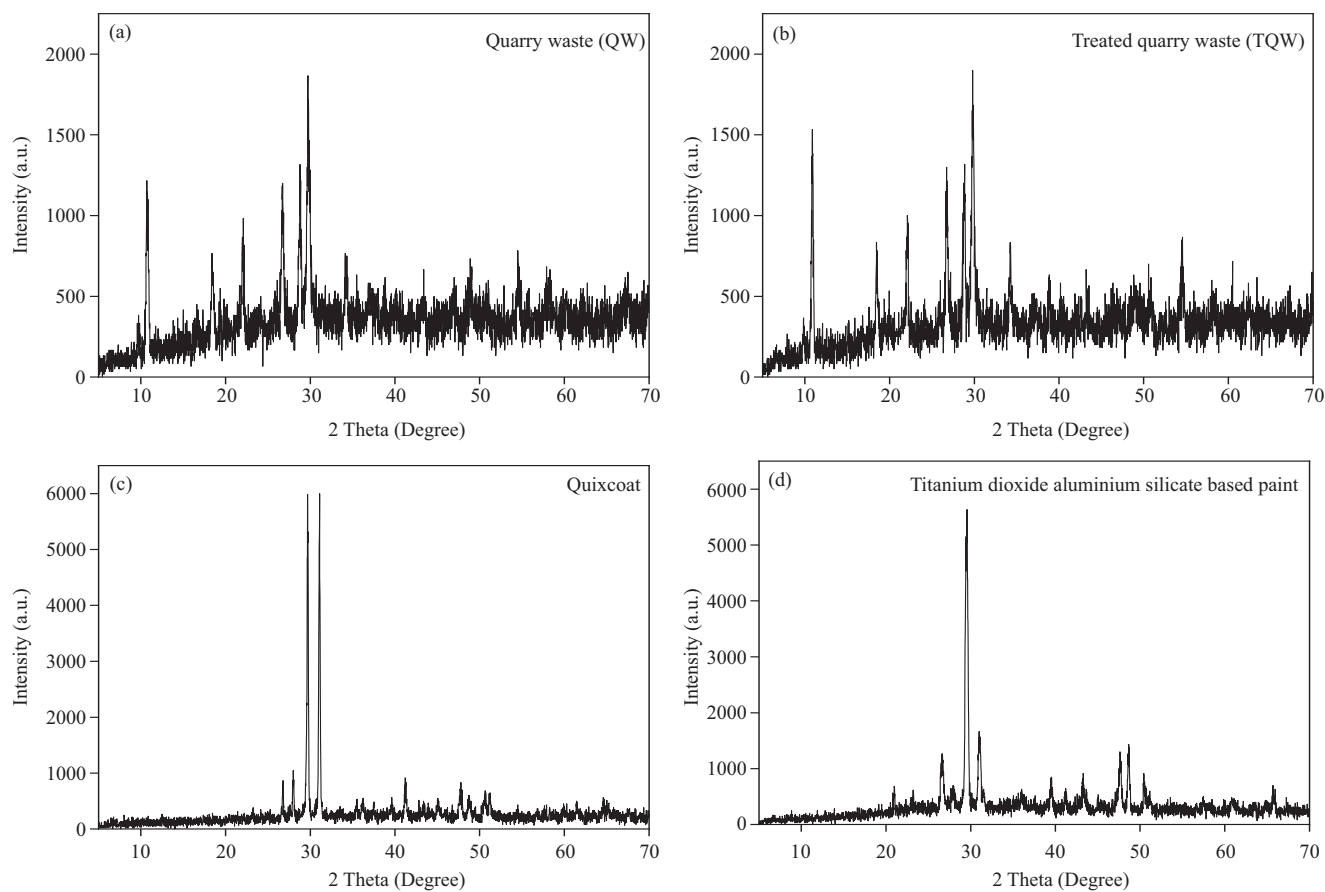 (a)
Quarry waste (QW)
2000
1500
1000
500
0
Intensity (a.u.)
10 20 30 40 50 60 70
2 Theta (Degree)
(b)
Treated quarry waste (TQW)
2000
1500
1000
500
0
Intensity (a.u.)
10 20 30 40 50 60 70
2 Theta (Degree)
(c)
Quixcoat
6000
5000
4000
3000
2000
1000
0
Intensity (a.u.)
10 20 30 40 50 60 70
2 Theta (Degree)
(d)
Titanium dioxide aluminium silicate based paint
6000
5000
4000
3000
2000
1000
0
Intensity (a.u.)
10 20 30 40 50 60 70
2 Theta (Degree)